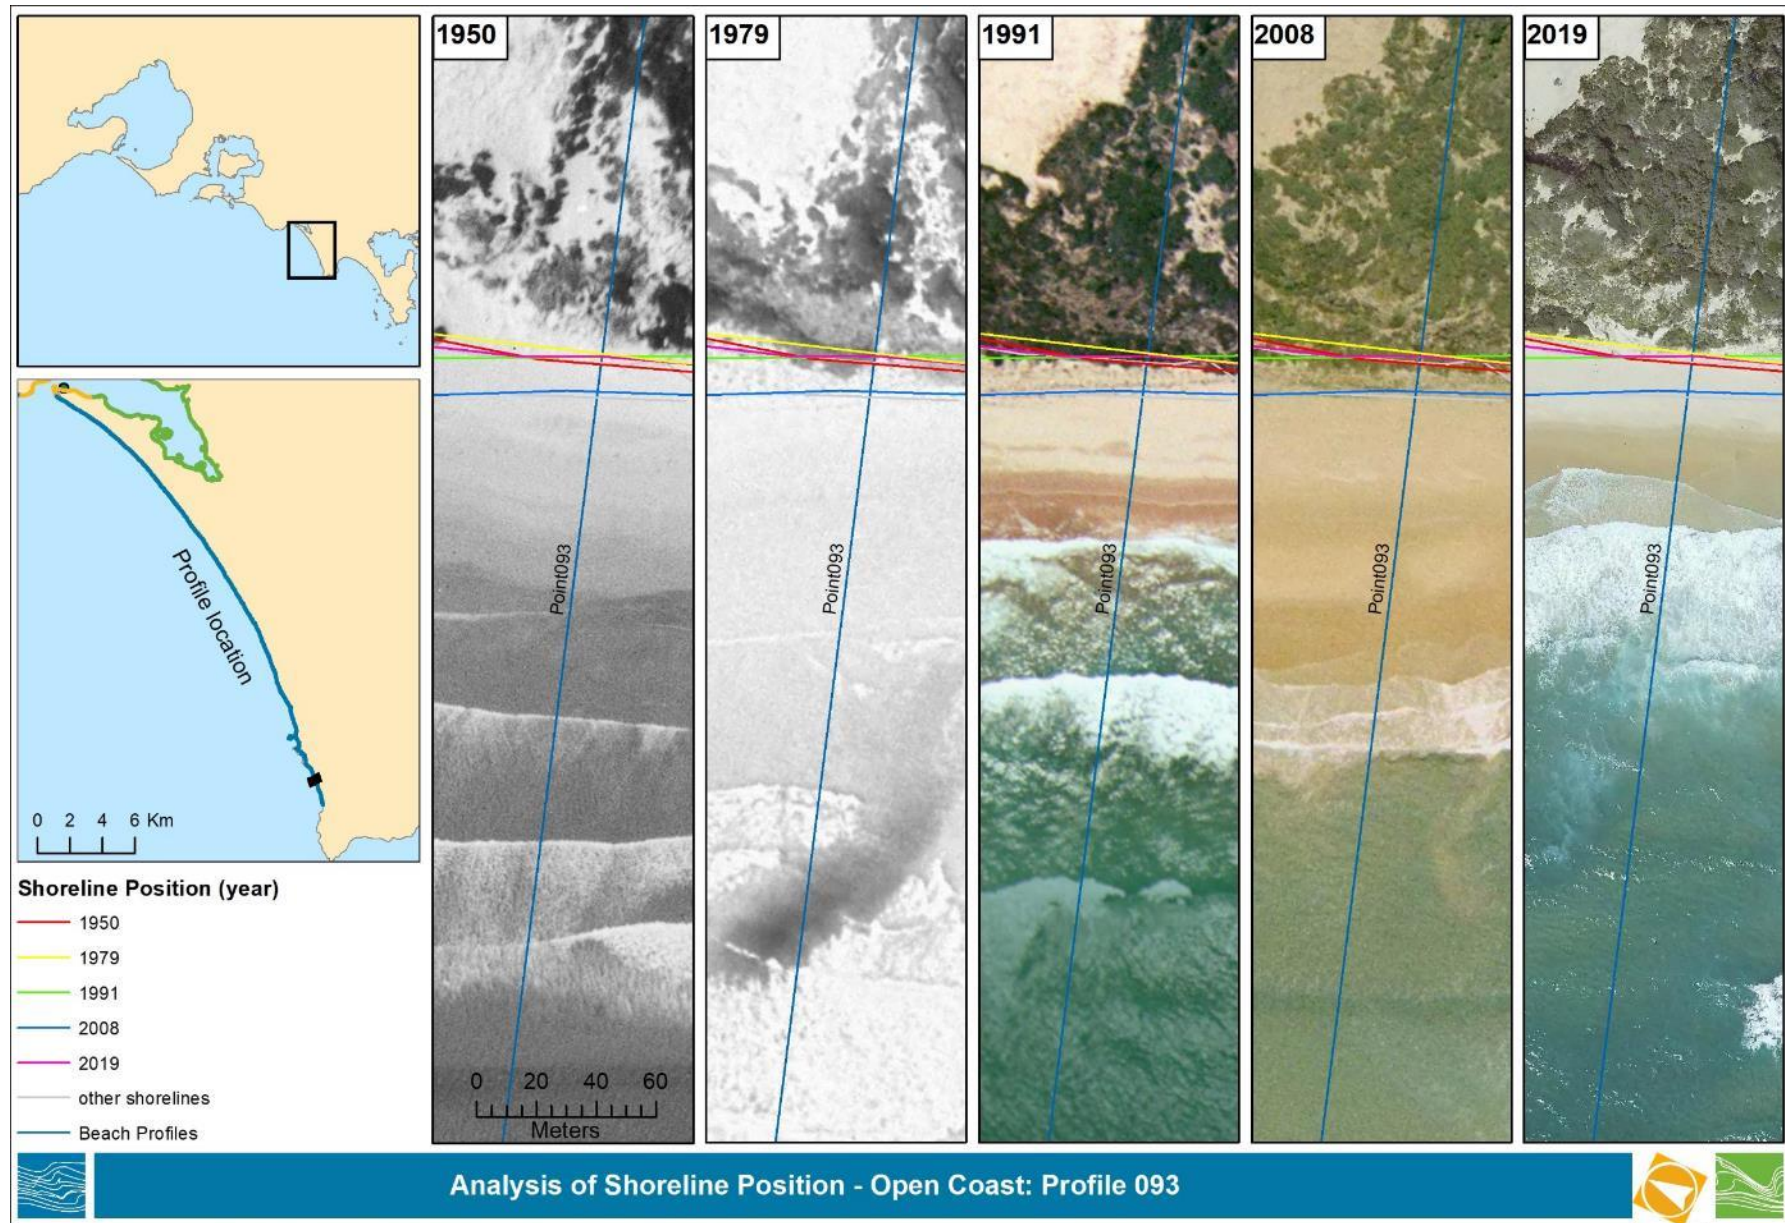 1950
1979
1991
2008
2019
Point093
Point093
Point093
Point093
Point093
Profile location
0 2 4 6 Km
0 20 40 60
Meters
Shoreline Position (year)
1950
1979
1991
2008
2019
other shorelines
Beach Profiles
Analysis of Shoreline Position - Open Coast: Profile 093